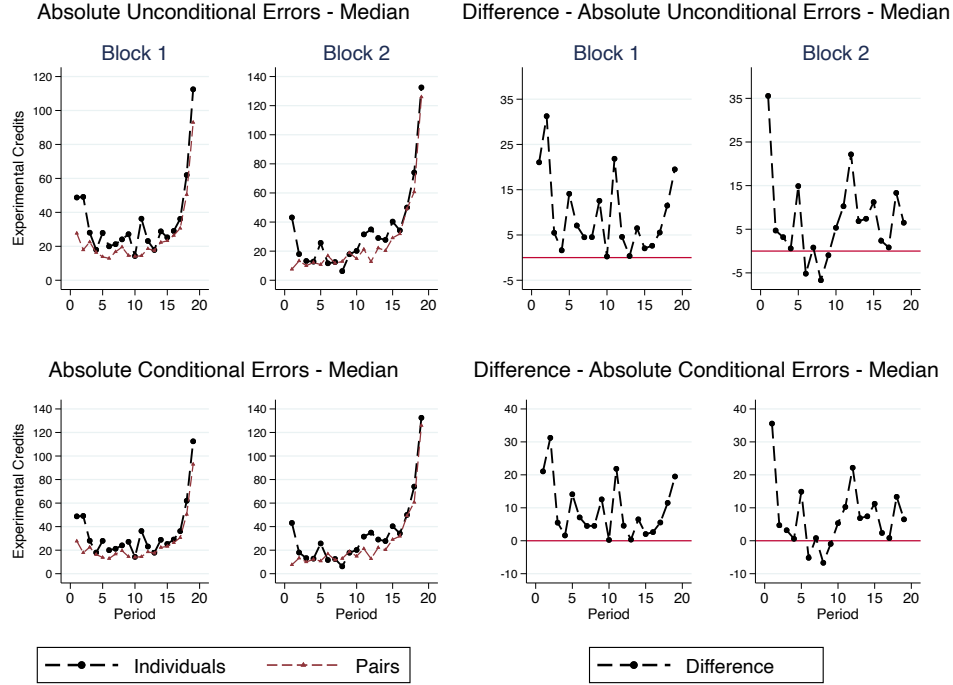 Absolute Unconditional Errors - Median
Difference - Absolute Unconditional Errors - Median
Block 1
Block 2
Block 1
Block 2
Experimental Credits
120
100
80
60
40
20
0
0 5 10 15 20
140
120
100
80
60
40
20
0
0 5 10 15 20
35
25
15
5
-5
0 5 10 15 20
35
25
15
5
-5
0 5 10 15 20
Absolute Conditional Errors - Median
Difference - Absolute Conditional Errors - Median
Experimental Credits
140
120
100
80
60
40
20
0
0 5 10 15 20
Period
140
120
100
80
60
40
20
0
0 5 10 15 20
Period
40
30
20
10
0
-10
0 5 10 15 20
Period
40
30
20
10
0
-10
0 5 10 15 20
Period
Individuals
Pairs
Difference